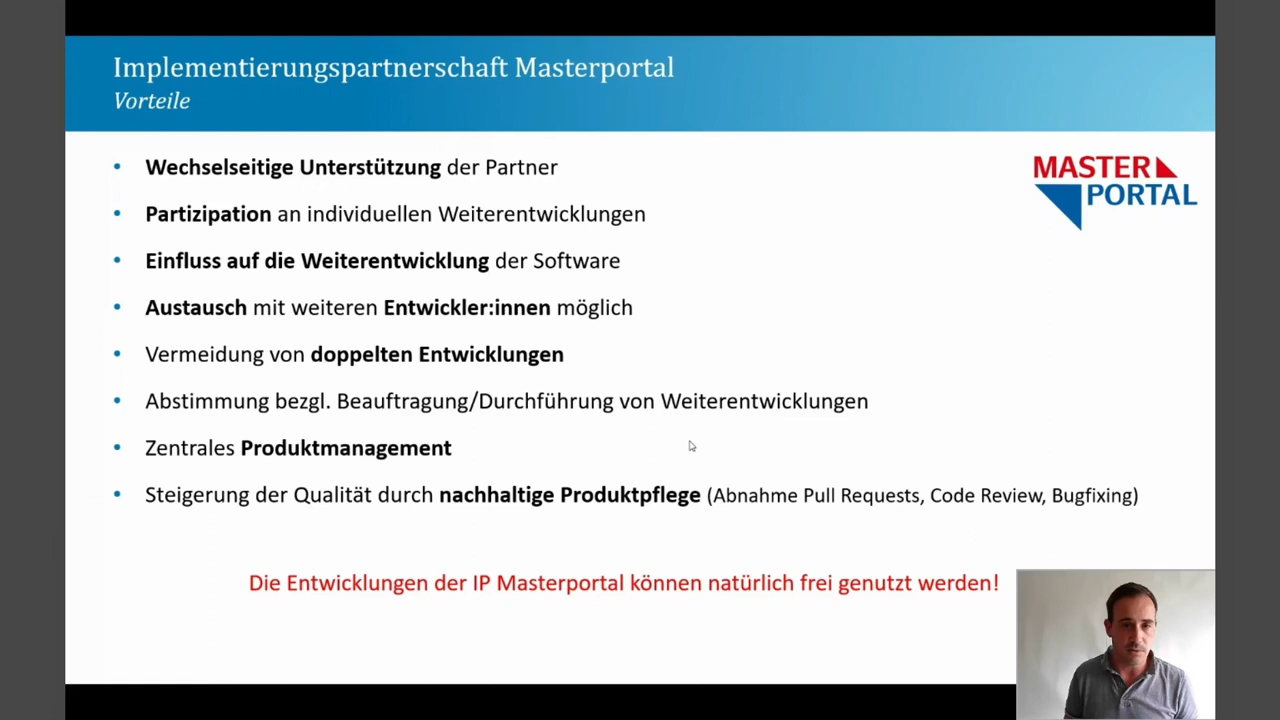 Implementierungspartnerschaft Masterportal
Vorteile
• Wechselseitige Unterstützung der Partner
• Partizipation an individuellen Weiterentwicklungen
• Einfluss auf die Weiterentwicklung der Software
• Austausch mit weiteren Entwickler:innen möglich
• Vermeidung von doppelten Entwicklungen
• Abstimmung bezgl. Beauftragung/Durchführung von Weiterentwicklungen
• Zentrales Produktmanagement
• Steigerung der Qualität durch nachhaltige Produktpflege (Abnahme Pull Requests, Code Review, Bugfixing)
Die Entwicklungen der IP Masterportal können natürlich frei genutzt werden!
MASTER
PORTAL